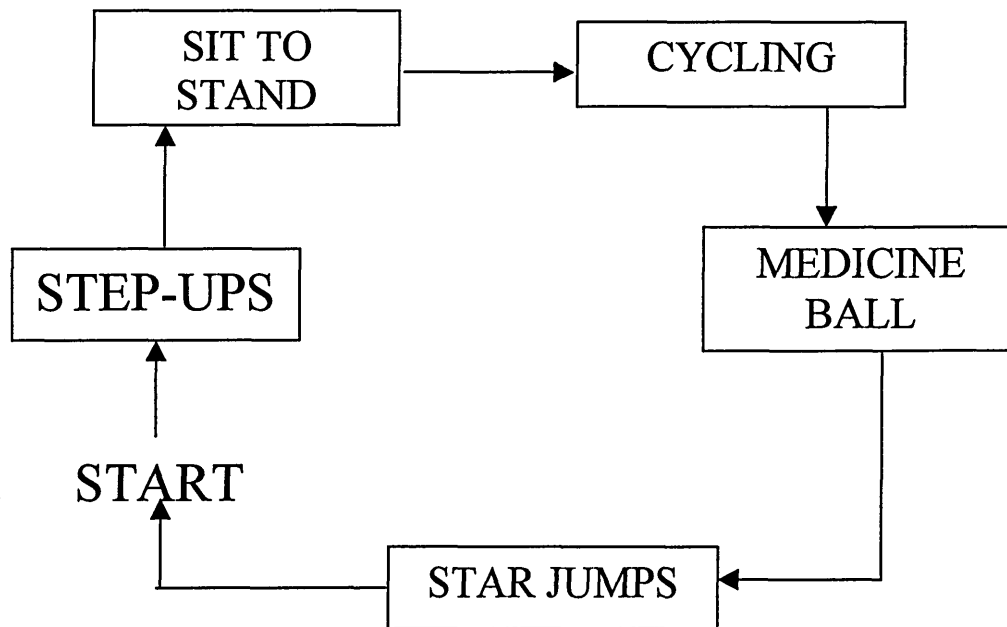 SIT TO
STAND
CYCLING
STEP-UPS
MEDICINE
BALL
START
STAR JUMPS